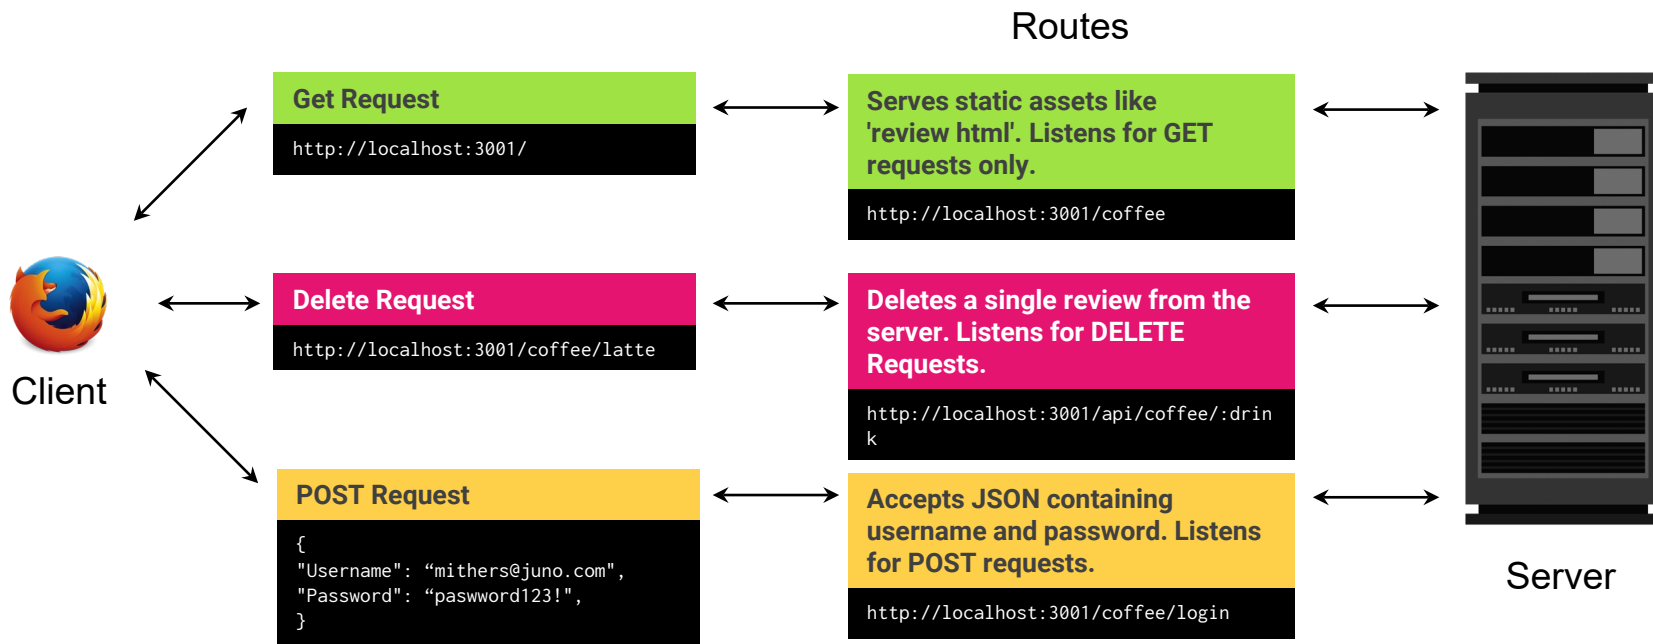 Routes
Get Request
http://localhost:3001/
Serves static assets like
'review html'. Listens for GET
requests only.
http://localhost:3001/coffee
Client
Delete Request
http://localhost:3001/coffee/latte
Deletes a single review from the
server. Listens for DELETE
Requests.
http://localhost:3001/api/coffee/:drin
k
POST Request
{
"Username": “mithers@juno.com",
"Password": “paswword123!",
}
Accepts JSON containing
username and password. Listens
for POST requests.
http://localhost:3001/coffee/login
Server